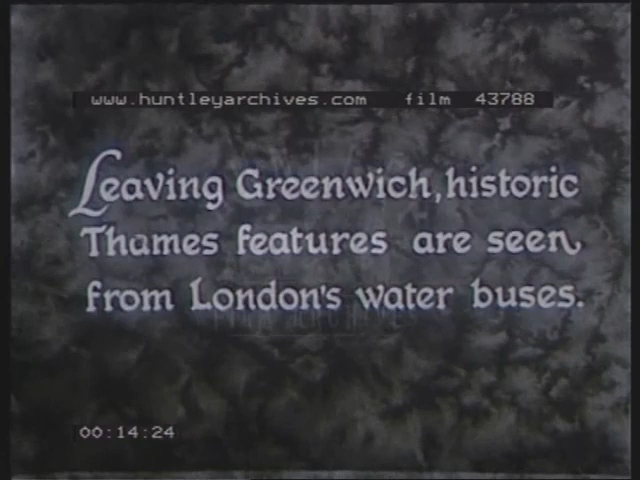 www.huntleyarchives.com film 43788
Leaving Greenwich, historic
Thames features are seen
from London's water buses.
00:14:24